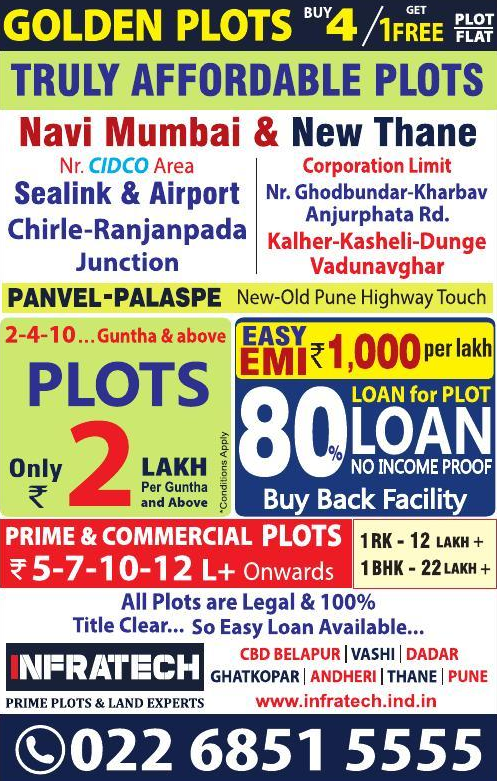 GOLDEN PLOTS BUY 4 / GET 1 FREE PLOT FLAT
TRULY AFFORDABLE PLOTS
Navi Mumbai & New Thane
Nr. CIDCO Area
Sealink & Airport
Chirle-Ranjanpada
Junction
Corporation Limit
Nr. Ghodbundar-Kharbav
Anjurphata Rd.
Kalher-Kasheli-Dunge
Vadunavghar
PANVEL-PALASPE New-Old Pune Highway Touch
2-4-10...Guntha & above
PLOTS
Only ₹ 2 LAKH
Per Guntha
and Above
*Conditions Apply
EASY EMI ₹1,000 per lakh
LOAN for PLOT
80% LOAN
NO INCOME PROOF
Buy Back Facility
PRIME & COMMERCIAL PLOTS
₹ 5-7-10-12 L+ Onwards
1 RK - 12 LAKH +
1 BHK - 22 LAKH +
All Plots are Legal & 100%
Title Clear... So Easy Loan Available...
INFRATECH
PRIME PLOTS & LAND EXPERTS
CBD BELAPUR | VASHI | DADAR
GHATKOPAR | ANDHERI | THANE | PUNE
www.infratech.ind.in
022 6851 5555